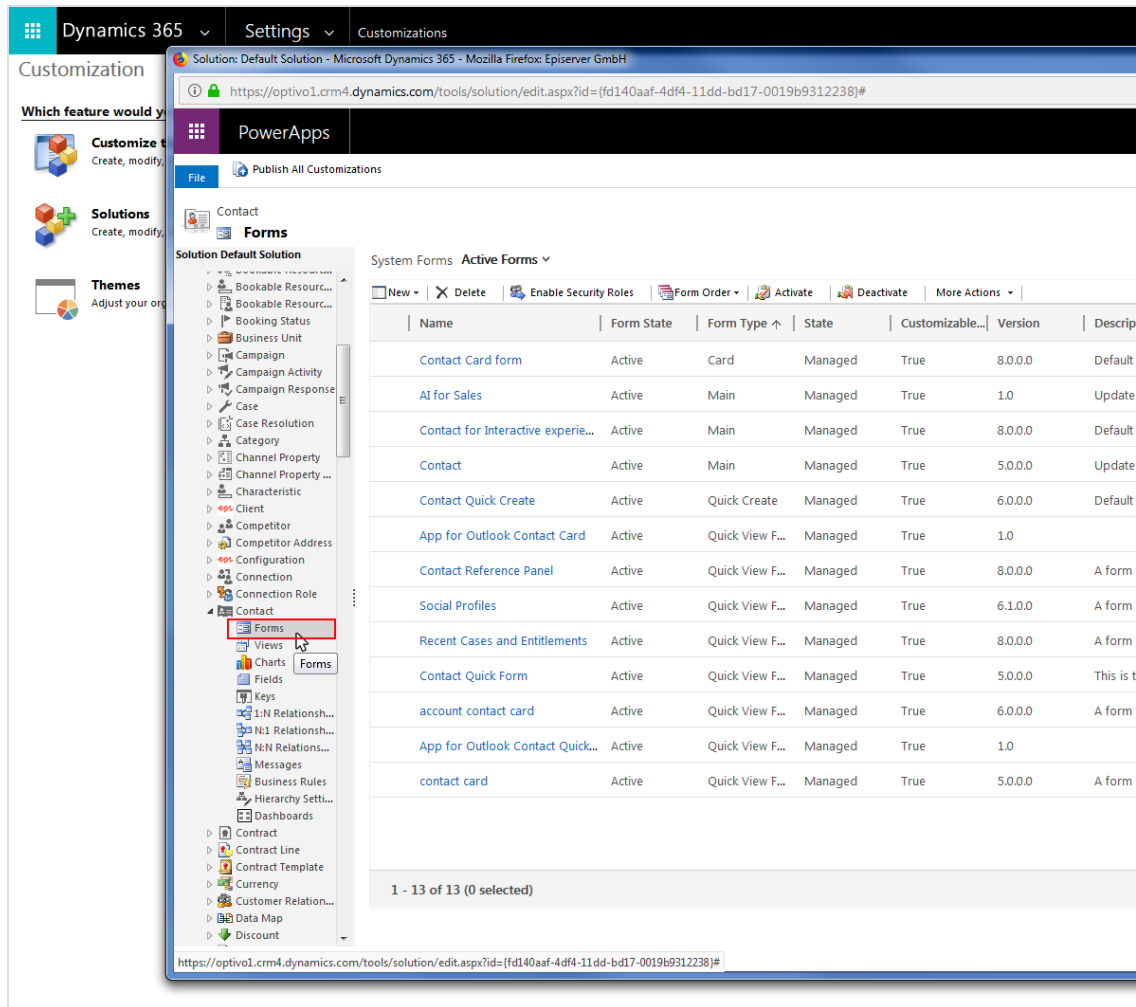 Dynamics 365 Settings Customizations
Customization
Solution: Default Solution - Microsoft Dynamics 365 - Mozilla Firefox: Episerver GmbH
https://optivo1.crm4.dynamics.com/tools/solution/edit.aspx?id={fd140aaf-4df4-11dd-bd17-0019b9312238}#
Which feature would y
Customize t
Create, modify,
Solutions
Create, modify,
Themes
Adjust your org
PowerApps
File Publish All Customizations
Contact
Forms
Solution Default Solution
Bookable Resourc...
Bookable Resourc...
Bookable Resourc...
Booking Status
Business Unit
Campaign
Campaign Activity
Campaign Response
Case
Case Resolution
Category
Channel Property
Channel Property ...
Characteristic
epi Client
Competitor
Competitor Address
epi Configuration
Connection
Connection Role
Contact
Forms
Views
Charts Forms
Fields
Keys
1:N Relationsh...
N:1 Relationsh...
N:N Relations...
Messages
Business Rules
Hierarchy Setti...
Dashboards
Contract
Contract Line
Contract Template
Currency
Customer Relation...
Data Map
Discount
System Forms Active Forms
New Delete Enable Security Roles Form Order Activate Deactivate More Actions
Name Form State Form Type State Customizable... Version Descrip
Contact Card form Active Card Managed True 8.0.0.0 Default
AI for Sales Active Main Managed True 1.0 Update
Contact for Interactive experie... Active Main Managed True 8.0.0.0 Default
Contact Active Main Managed True 5.0.0.0 Update
Contact Quick Create Active Quick Create Managed True 6.0.0.0 Default
App for Outlook Contact Card Active Quick View F... Managed True 1.0
Contact Reference Panel Active Quick View F... Managed True 8.0.0.0 A form
Social Profiles Active Quick View F... Managed True 6.1.0.0 A form
Recent Cases and Entitlements Active Quick View F... Managed True 8.0.0.0 A form
Contact Quick Form Active Quick View F... Managed True 5.0.0.0 This is t
account contact card Active Quick View F... Managed True 6.0.0.0 A form
App for Outlook Contact Quick... Active Quick View F... Managed True 1.0
contact card Active Quick View F... Managed True 5.0.0.0 A form
1 - 13 of 13 (0 selected)
https://optivo1.crm4.dynamics.com/tools/solution/edit.aspx?id={fd140aaf-4df4-11dd-bd17-0019b9312238}#